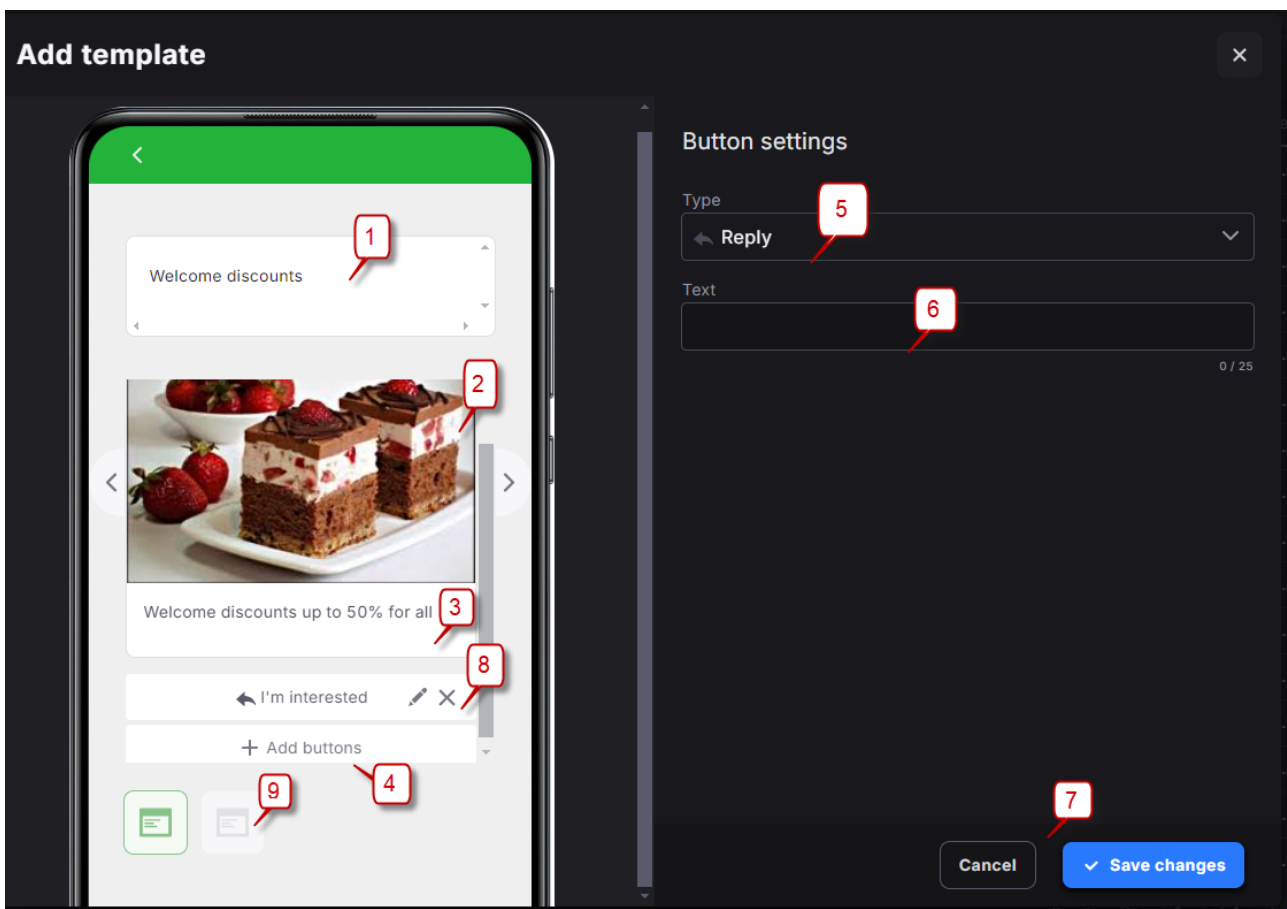 Add template
Button settings
Type
5
Reply
Text
6
0 / 25
1
Welcome discounts
2
Welcome discounts up to 50% for all
3
8
I'm interested
Add buttons
4
9
7
Cancel
Save changes